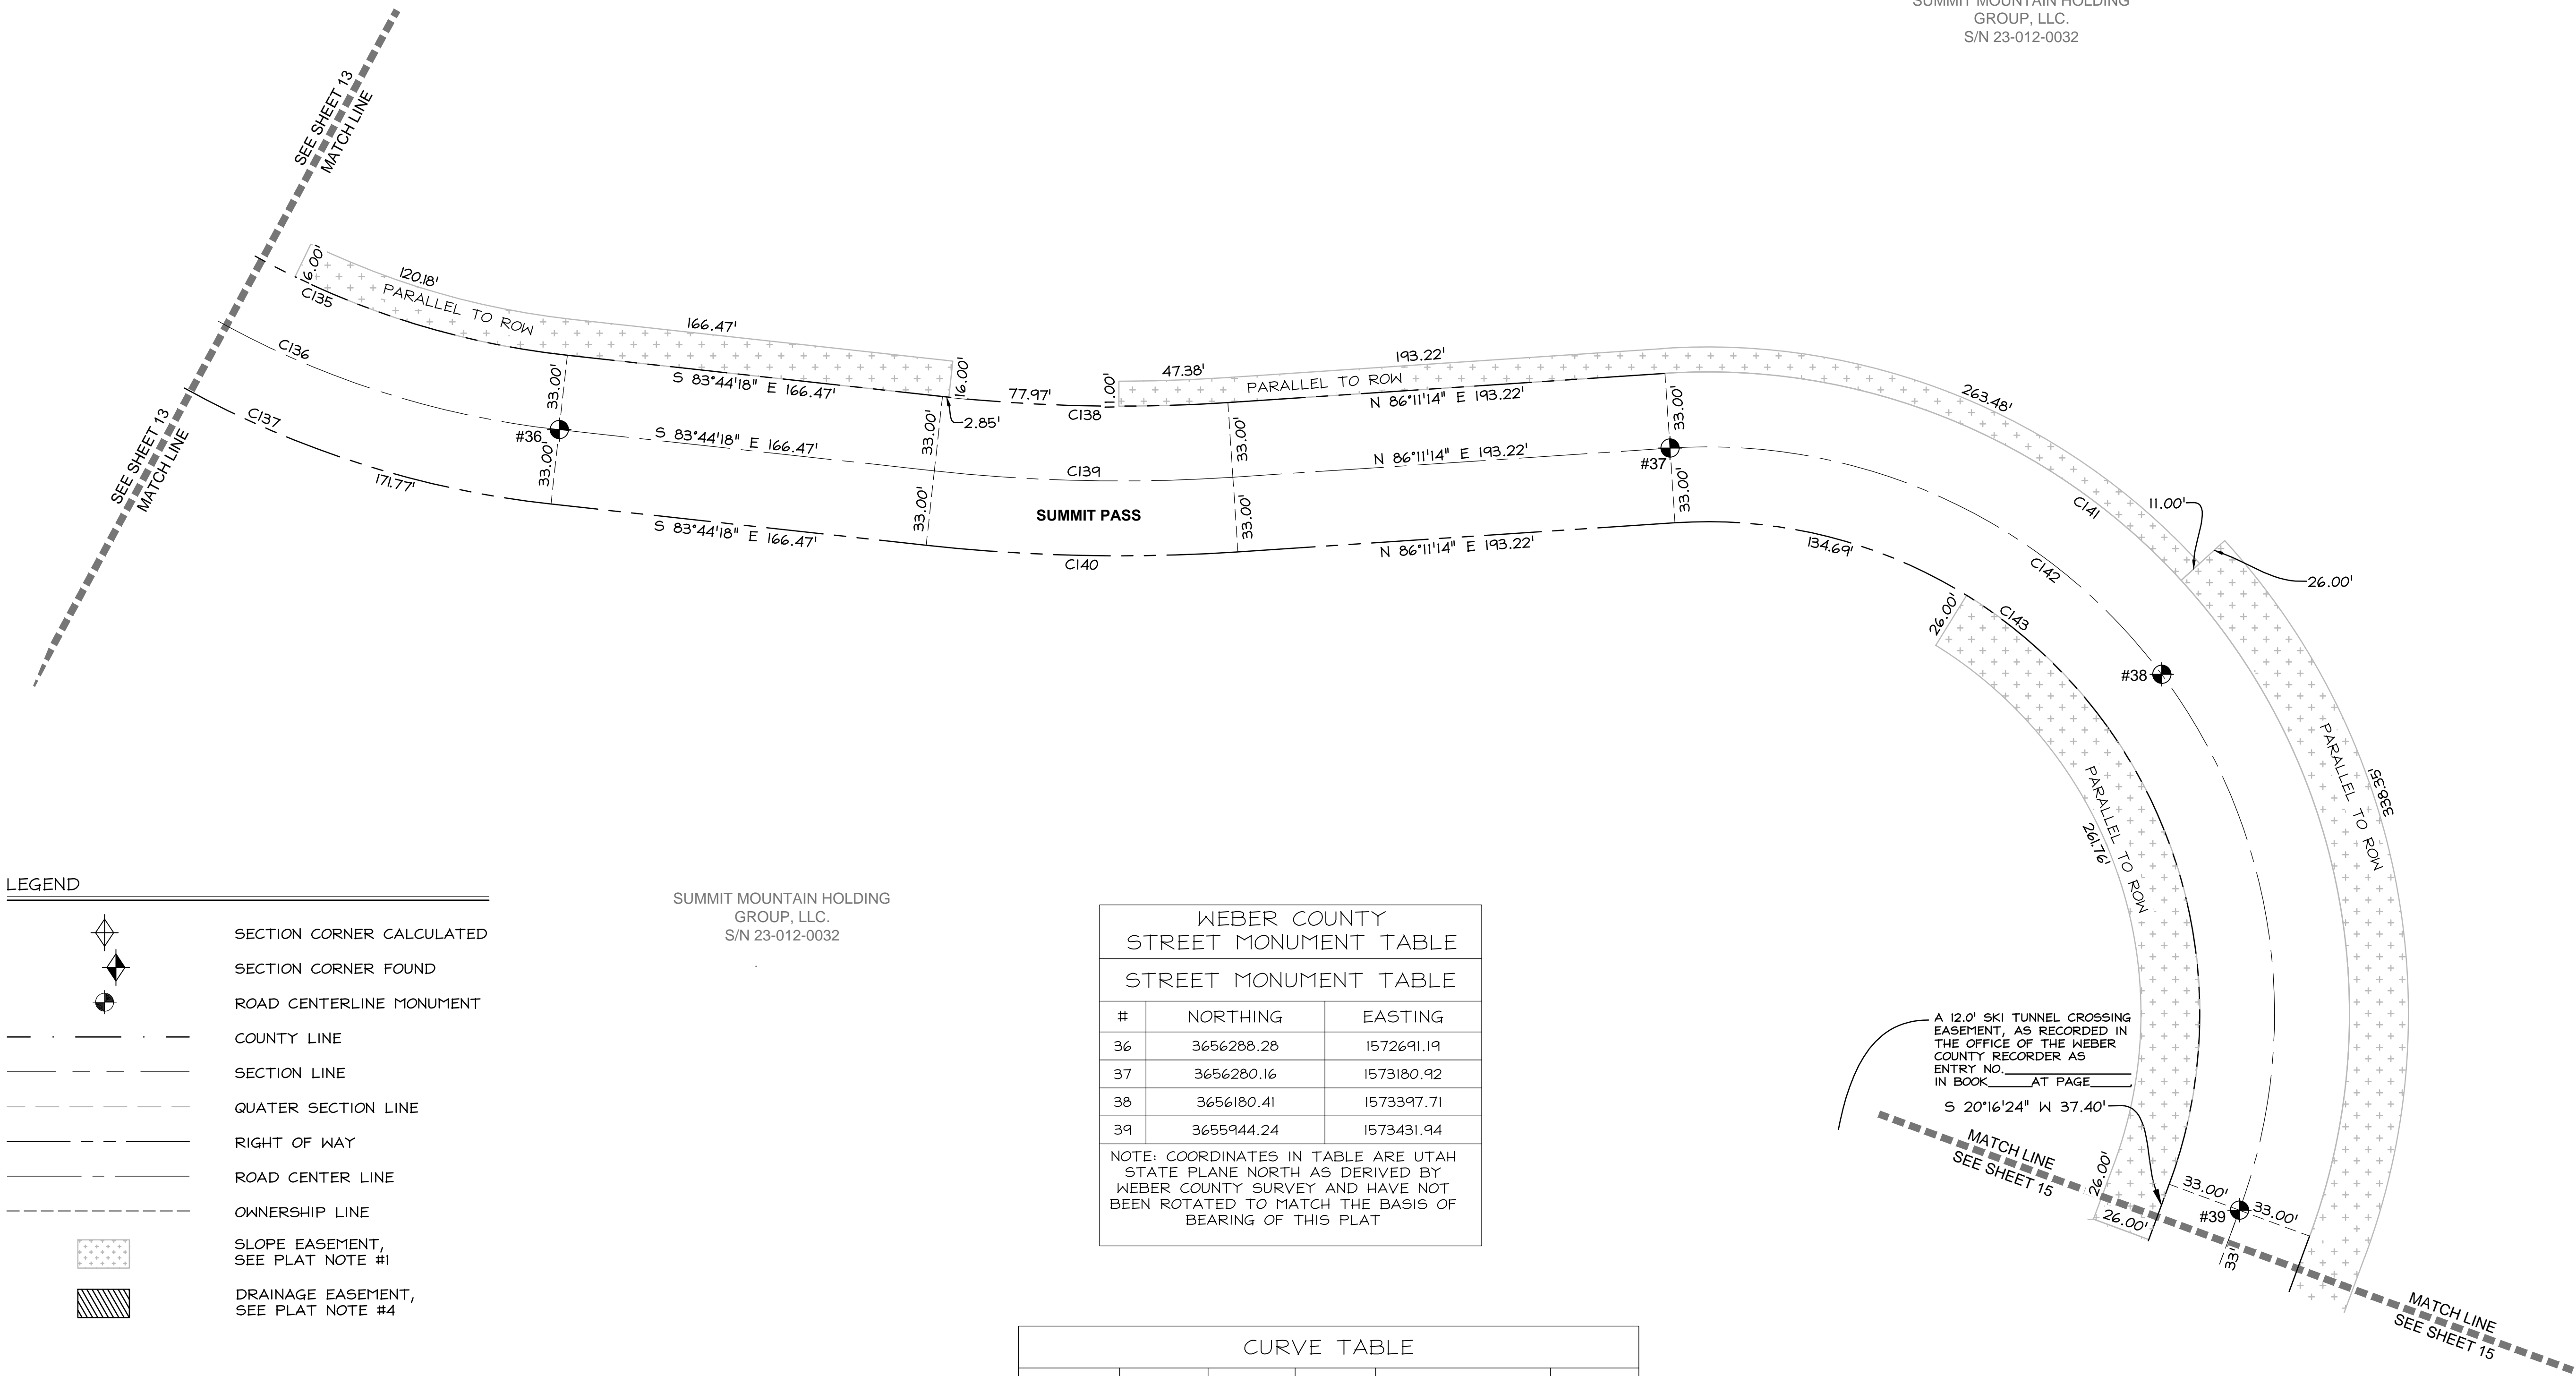 SUMMIT MOUNTAIN HOLDING
GROUP, LLC.
S/N 23-012-0032
SEE SHEET 13
MATCH LINE
SEE SHEET 13
MATCH LINE
16.00'
120.18'
PARALLEL TO ROW
C135
C136
C137
171.77'
166.47'
S 83°44'18" E 166.47'
33.00'
#36
33.00'
S 83°44'18" E 166.47'
S 83°44'18" E 166.47'
16.00'
2.85'
33.00'
33.00'
77.97'
C138
11.00'
47.38'
C139
SUMMIT PASS
C140
193.22'
PARALLEL TO ROW
N 86°11'14" E 193.22'
33.00'
33.00'
N 86°11'14" E 193.22'
N 86°11'14" E 193.22'
33.00'
#37
33.00'
263.48'
C141
11.00'
26.00'
134.69'
C142
C143
26.00'
#38
PARALLEL TO ROW
338.35'
PARALLEL TO ROW
261.76'
A 12.0' SKI TUNNEL CROSSING
EASEMENT, AS RECORDED IN
THE OFFICE OF THE WEBER
COUNTY RECORDER AS
ENTRY NO.
IN BOOK AT PAGE
S 20°16'24" W 37.40'
MATCH LINE
SEE SHEET 15
26.00'
26.00'
33.00'
#39
33.00'
33'
MATCH LINE
SEE SHEET 15
LEGEND
SECTION CORNER CALCULATED
SECTION CORNER FOUND
ROAD CENTERLINE MONUMENT
COUNTY LINE
SECTION LINE
QUATER SECTION LINE
RIGHT OF WAY
ROAD CENTER LINE
OWNERSHIP LINE
SLOPE EASEMENT,
SEE PLAT NOTE #1
DRAINAGE EASEMENT,
SEE PLAT NOTE #4
SUMMIT MOUNTAIN HOLDING
GROUP, LLC.
S/N 23-012-0032
WEBER COUNTY
STREET MONUMENT TABLE
STREET MONUMENT TABLE
# NORTHING EASTING
36 3656288.28 1572691.19
37 3656280.16 1573180.92
38 3656180.41 1573397.71
39 3655944.24 1573431.94
NOTE: COORDINATES IN TABLE ARE UTAH
STATE PLANE NORTH AS DERIVED BY
WEBER COUNTY SURVEY AND HAVE NOT
BEEN ROTATED TO MATCH THE BASIS OF
BEARING OF THIS PLAT
CURVE TABLE